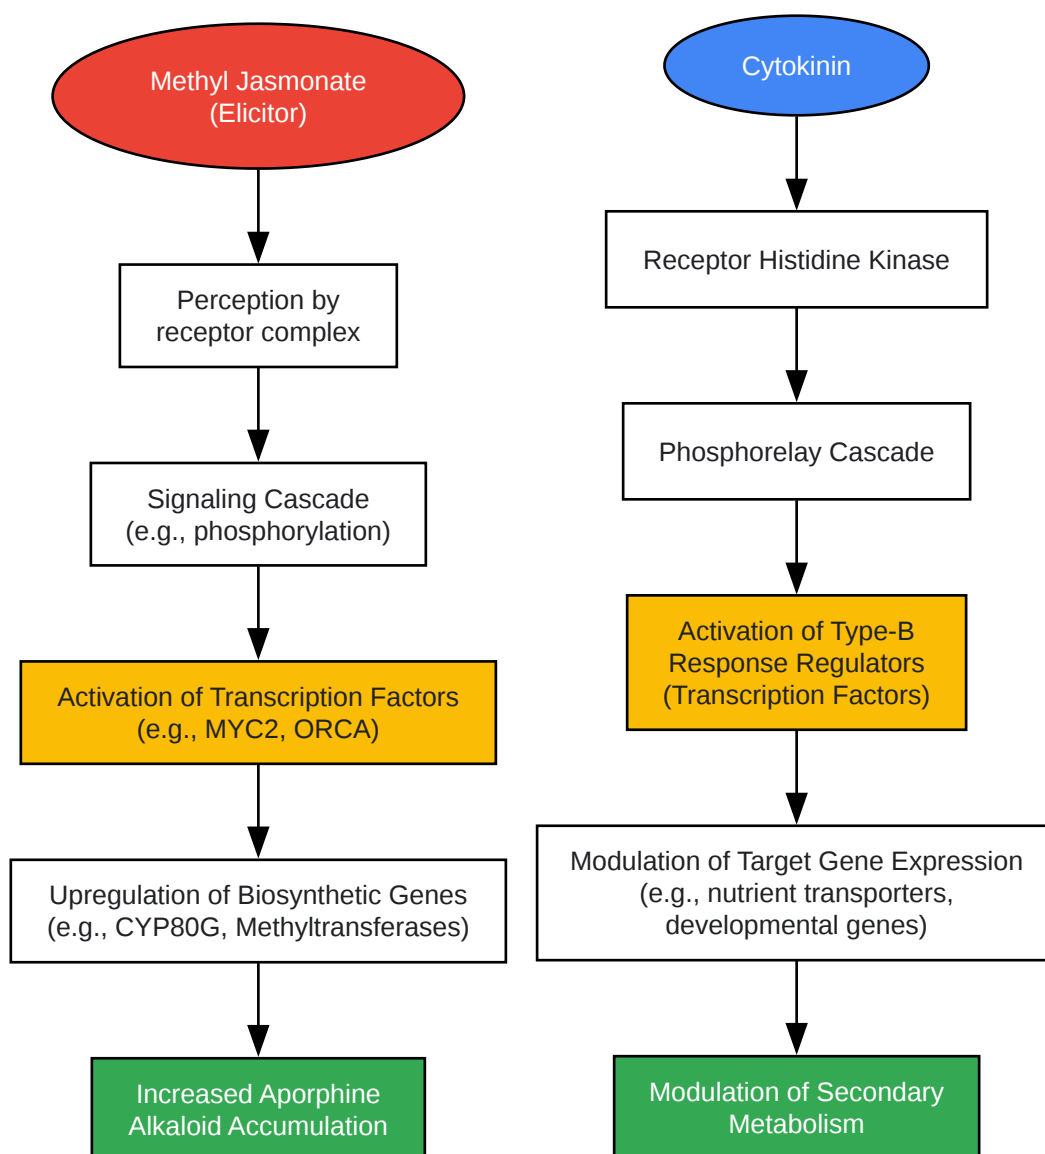 Methyl Jasmonate
(Elicitor)
Perception by
receptor complex
Signaling Cascade
(e.g., phosphorylation)
Activation of Transcription Factors
(e.g., MYC2, ORCA)
Upregulation of Biosynthetic Genes
(e.g., CYP80G, Methyltransferases)
Increased Aporphine
Alkaloid Accumulation
Cytokinin
Receptor Histidine Kinase
Phosphorelay Cascade
Activation of Type-B
Response Regulators
(Transcription Factors)
Modulation of Target Gene Expression
(e.g., nutrient transporters,
developmental genes)
Modulation of Secondary
Metabolism